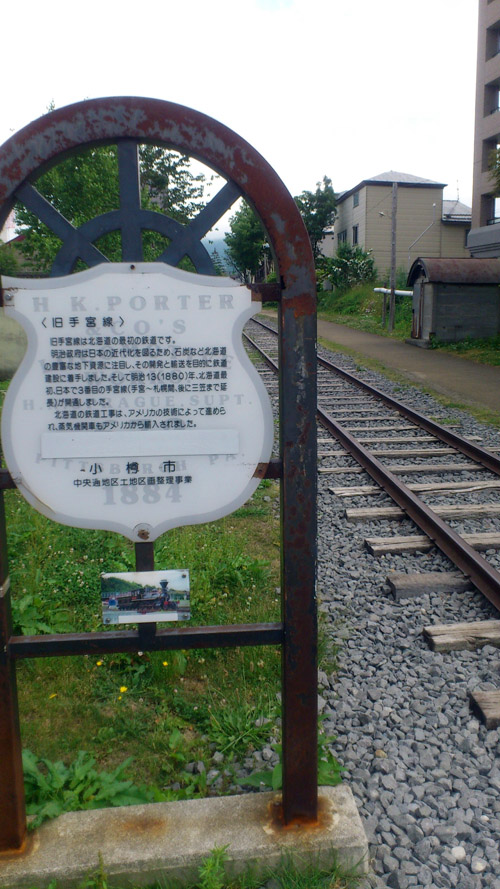 H. K. PORTER
& CO'S
〈旧手宮線〉
旧手宮線は北海道の最初の鉄道です。
明治政府は日本の近代化を図るため、石炭など北海道
の豊富な地下資源に注目し、その開発と輸送を目的に鉄道
建設に着手しました。そして明治13(1880)年、北海道最
初、日本で3番目の手宮線(手宮〜札幌間、後に三笠まで延
長)が開通しました。
北海道の鉄道工事は、アメリカの技術によって進めら
れ、蒸気機関車もアメリカから輸入されました。
小樽市
中央通地区土地区画整理事業
1884